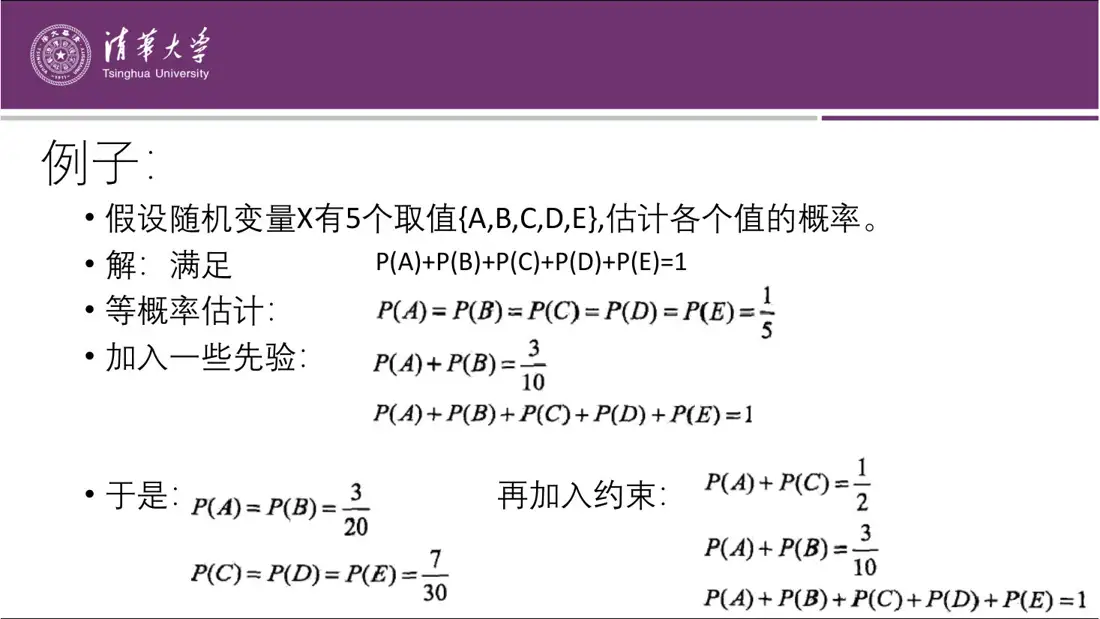 清华大学
Tsinghua University
例子：
• 假设随机变量X有5个取值{A,B,C,D,E},估计各个值的概率。
• 解：满足 P(A)+P(B)+P(C)+P(D)+P(E)=1
• 等概率估计： P(A)=P(B)=P(C)=P(D)=P(E)=1/5
• 加入一些先验： P(A)+P(B)=3/10
P(A)+P(B)+P(C)+P(D)+P(E)=1
• 于是： P(A)=P(B)=3/20
P(C)=P(D)=P(E)=7/30
再加入约束： P(A)+P(C)=1/2
P(A)+P(B)=3/10
P(A)+P(B)+P(C)+P(D)+P(E)=1